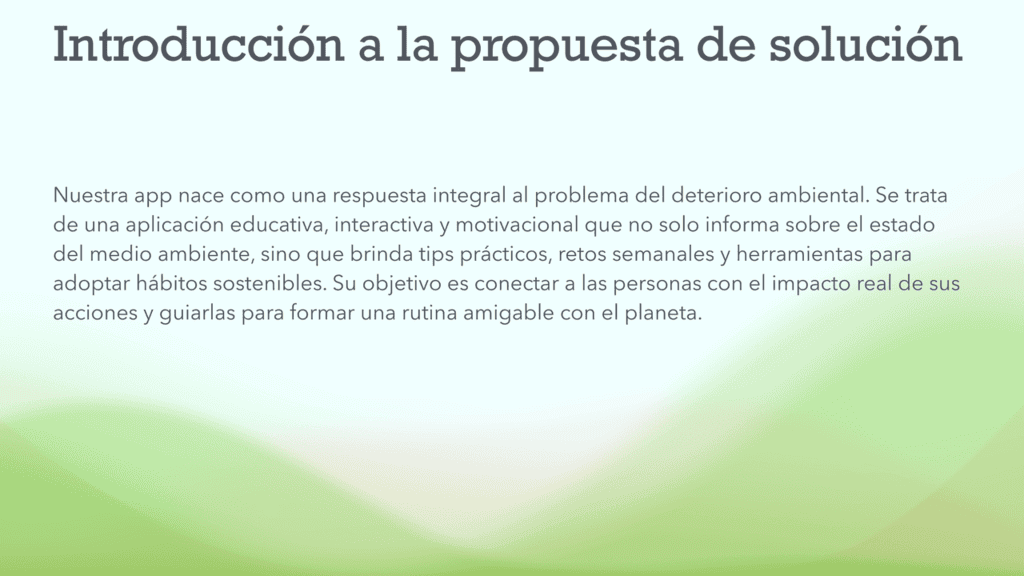 Introducción a la propuesta de solución
Nuestra app nace como una respuesta integral al problema del deterioro ambiental. Se trata
de una aplicación educativa, interactiva y motivacional que no solo informa sobre el estado
del medio ambiente, sino que brinda tips prácticos, retos semanales y herramientas para
adoptar hábitos sostenibles. Su objetivo es conectar a las personas con el impacto real de sus
acciones y guiarlas para formar una rutina amigable con el planeta.